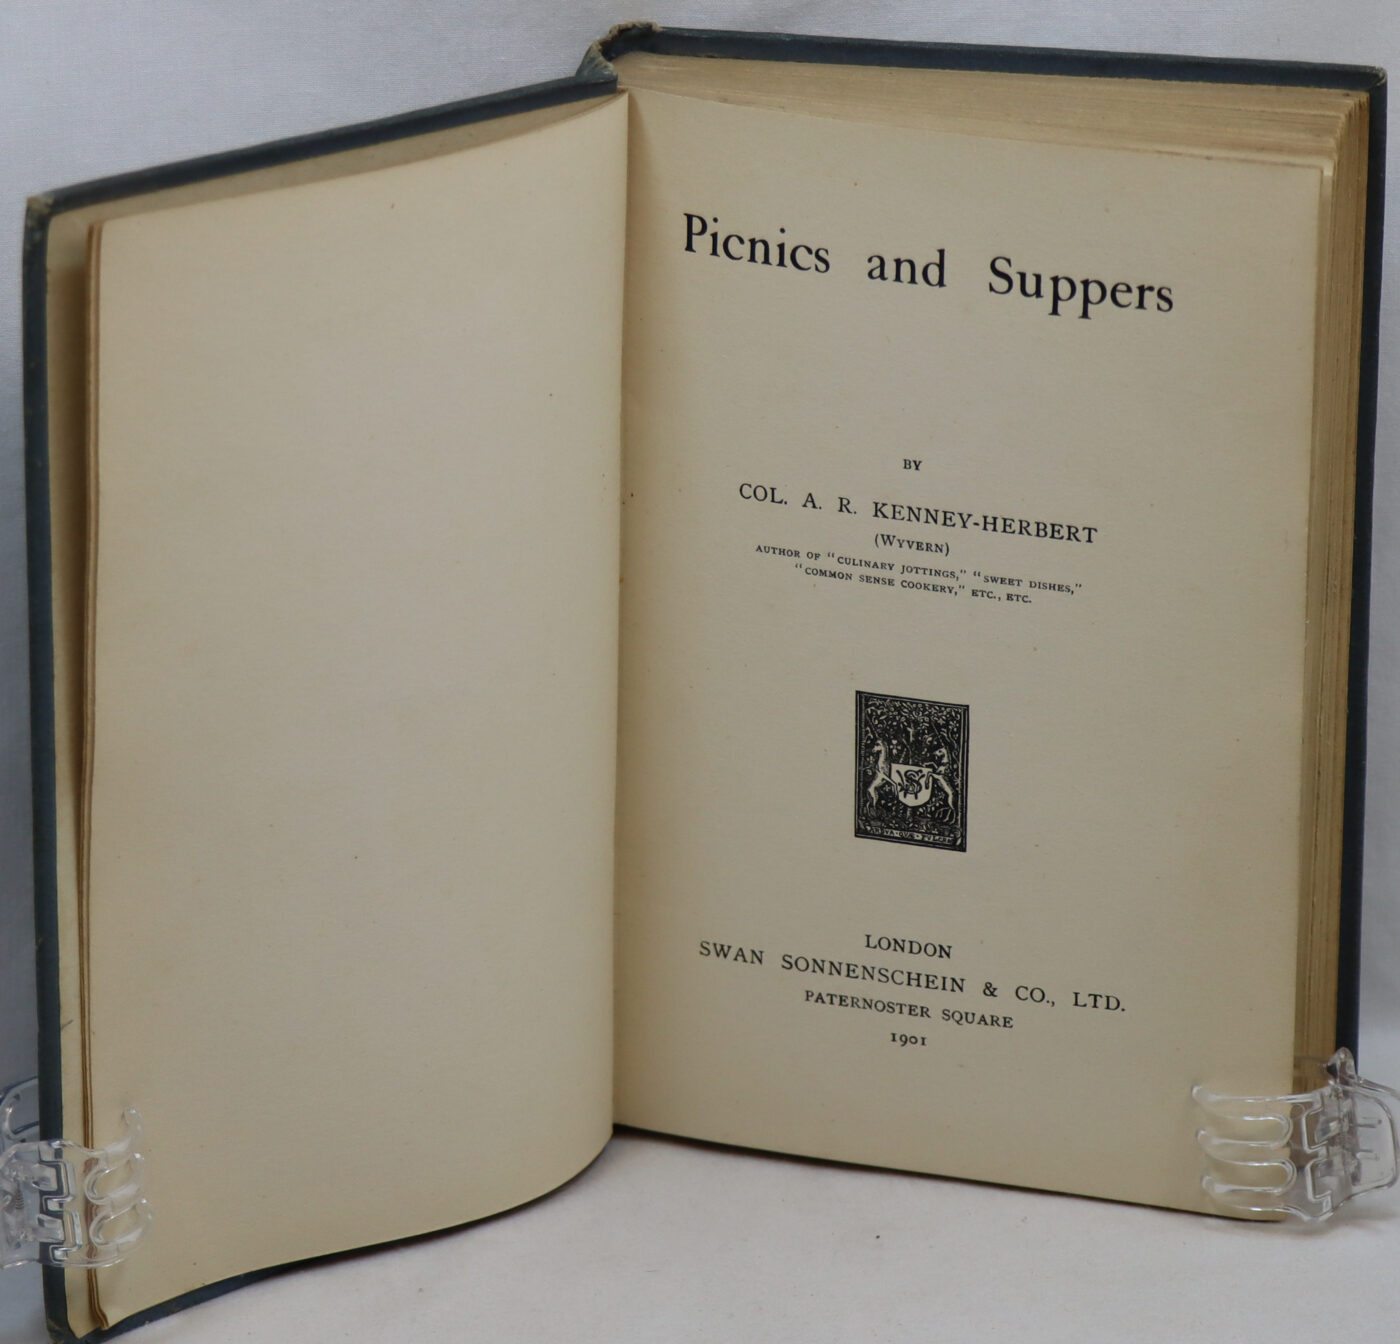 Picnics and Suppers
BY
COL. A. R. KENNEY-HERBERT
(WYVERN)
AUTHOR OF "CULINARY JOTTINGS," "SWEET DISHES,"
"COMMON SENSE COOKERY," ETC., ETC.
LONDON
SWAN SONNENSCHEIN & CO., LTD.
PATERNOSTER SQUARE
1901